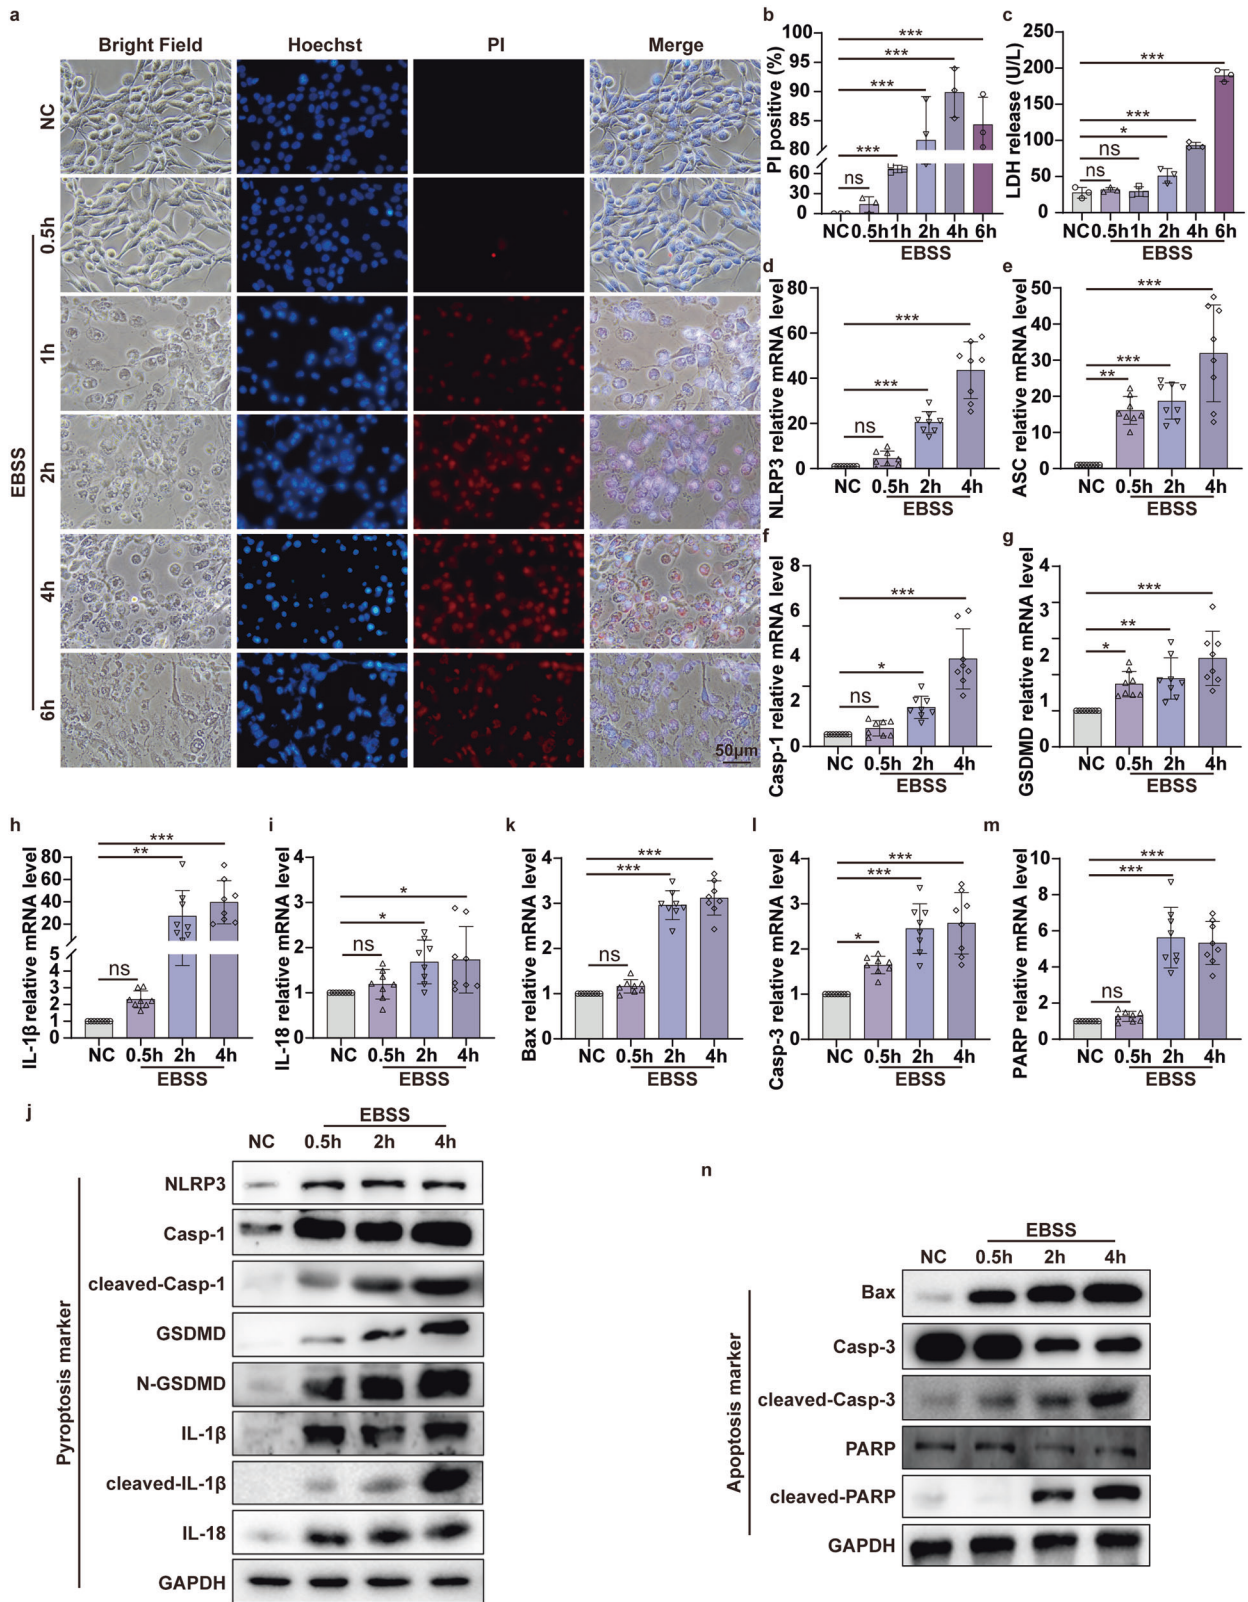 a
Bright Field Hoechst PI Merge
NC
0.5h
1h
2h
4h
6h
EBSS
50μm
b
PI positive (%)
100
95
90
85
80
60
30
0
ns
***
***
***
***
NC 0.5h 1h 2h 4h 6h
EBSS
c
LDH release (U/L)
250
200
150
100
50
0
ns
ns
*
***
***
NC 0.5h 1h 2h 4h 6h
EBSS
d
NLRP3 relative mRNA level
80
60
40
20
0
ns
***
***
NC 0.5h 2h 4h
EBSS
e
ASC relative mRNA level
50
40
30
20
10
0
**
***
***
NC 0.5h 2h 4h
EBSS
f
Casp-1 relative mRNA level
8
6
4
2
0
ns
*
***
NC 0.5h 2h 4h
EBSS
g
GSDMD relative mRNA level
4
3
2
1
0
*
**
***
NC 0.5h 2h 4h
EBSS
h
IL-1β relative mRNA level
80
60
40
20
5
4
3
2
1
0
ns
**
***
NC 0.5h 2h 4h
EBSS
i
IL-18 relative mRNA level
4
3
2
1
0
ns
*
*
NC 0.5h 2h 4h
EBSS
k
Bax relative mRNA level
4
3
2
1
0
ns
***
***
NC 0.5h 2h 4h
EBSS
l
Casp-3 relative mRNA level
4
3
2
1
0
*
***
***
NC 0.5h 2h 4h
EBSS
m
PARP relative mRNA level
10
8
6
4
2
0
ns
***
***
NC 0.5h 2h 4h
EBSS
j
EBSS
NC 0.5h 2h 4h
Pyroptosis marker
NLRP3
Casp-1
cleaved-Casp-1
GSDMD
N-GSDMD
IL-1β
cleaved-IL-1β
IL-18
GAPDH
n
EBSS
NC 0.5h 2h 4h
Apoptosis marker
Bax
Casp-3
cleaved-Casp-3
PARP
cleaved-PARP
GAPDH